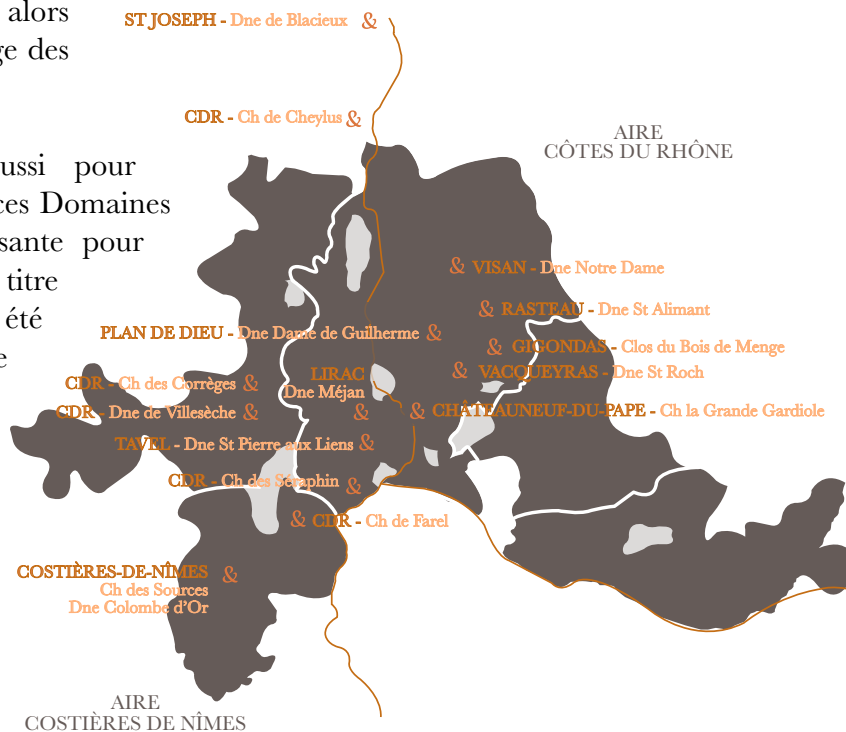 alors
ge des
ussi pour
ces Domaines
sante pour
titre
été
e
ST JOSEPH - Dne de Blacieux &
CDR - Ch de Cheylus &
AIRE
CÔTES DU RHÔNE
& VISAN - Dne Notre Dame
& RASTEAU - Dne St Alimant
PLAN DE DIEU - Dne Dame de Guilherme &
& GIGONDAS - Clos du Bois de Menge
& VACQUEYRAS - Dne St Roch
LIRAC
Dne Méjan
&
CDR - Ch des Corrèges &
CDR - Dne de Villesèche &
& CHÂTEAUNEUF-DU-PAPE - Ch la Grande Gardiole
TAVEL - Dne St Pierre aux Liens &
CDR - Ch des Séraphin &
& CDR - Ch de Farel
COSTIÈRES-DE-NÎMES &
Ch des Sources
Dne Colombe d'Or
AIRE
COSTIÈRES DE NÎMES